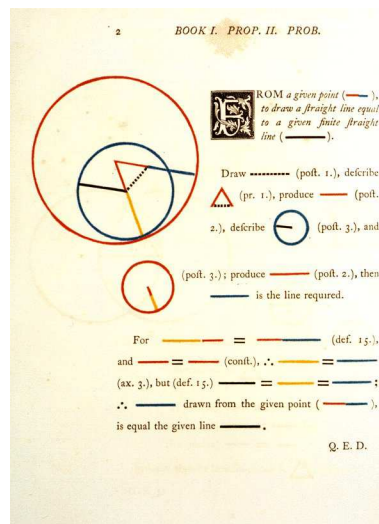 2 BOOK I. PROP. II. PROB.
FROM a given point ( ),
to draw a ſtraight line equal
to a given finite ſtraight
line ( ).
Draw (poſt. 1.), deſcribe
(pr. 1.), produce (poſt.
2.), deſcribe (poſt. 3.), and
(poſt. 3.); produce (poſt. 2.), then
is the line required.
For = (def. 15.),
and = (conſt.), ∴ =
(ax. 3.), but (def. 15.) = = ;
∴ drawn from the given point ( ),
is equal the given line .
Q. E. D.